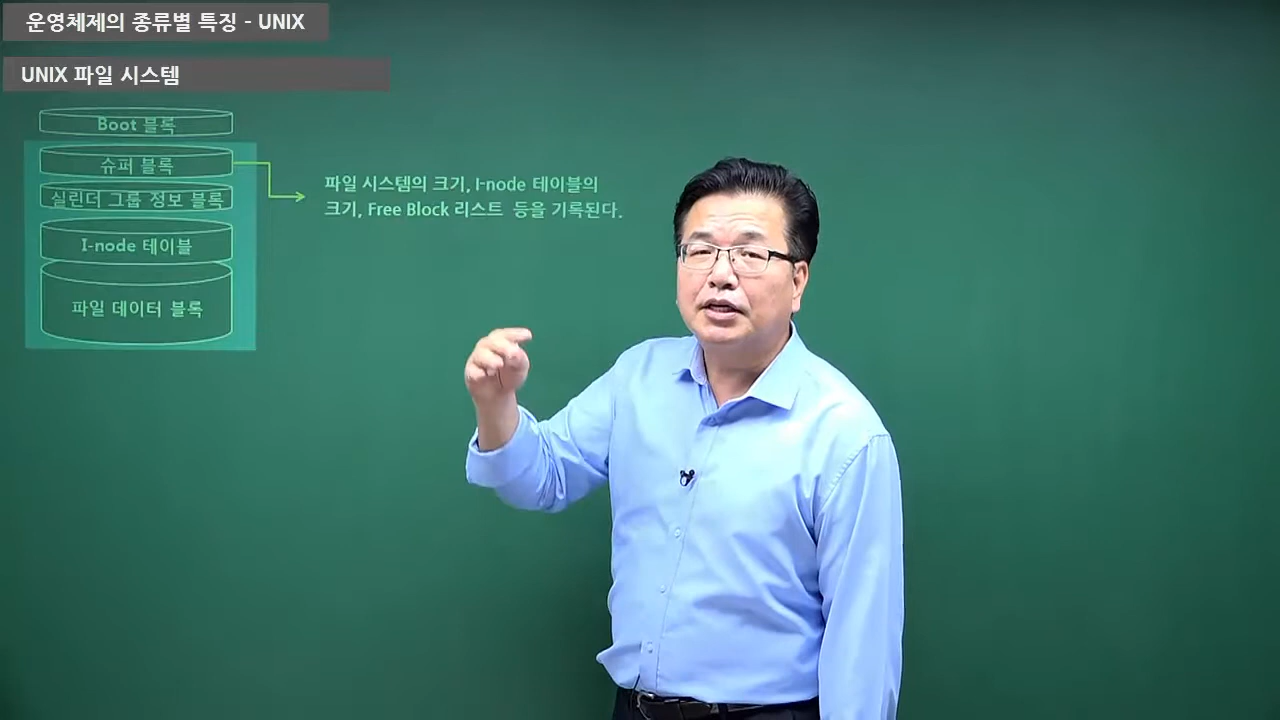 운영체제의 종류별 특징 - UNIX
UNIX 파일 시스템
Boot 블록
슈퍼 블록
실린더 그룹 정보 블록
I-node 테이블
파일 데이터 블록
파일 시스템의 크기, I-node 테이블의
크기, Free Block 리스트 등을 기록된다.